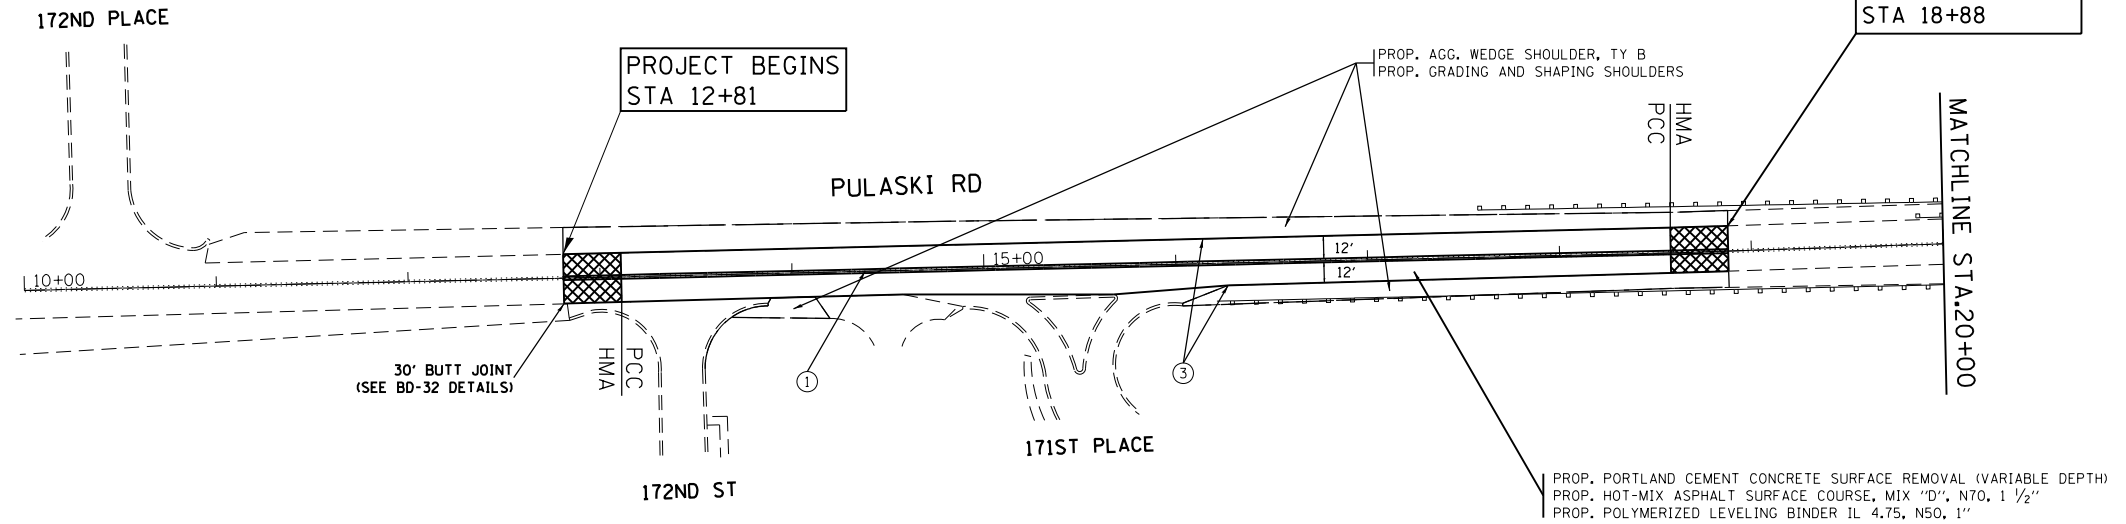 172ND PLACE
PROJECT BEGINS
STA 12+81
STA 18+88
PROP. AGG. WEDGE SHOULDER, TY B
PROP. GRADING AND SHAPING SHOULDERS
HMA
PCC
MATCHLINE STA.20+00
PULASKI RD
10+00
15+00
12'
12'
30' BUTT JOINT
(SEE BD-32 DETAILS)
PCC
HMA
1
3
171ST PLACE
172ND ST
PROP. PORTLAND CEMENT CONCRETE SURFACE REMOVAL (VARIABLE DEPTH)
PROP. HOT-MIX ASPHALT SURFACE COURSE, MIX "D", N70, 1 1/2"
PROP. POLYMERIZED LEVELING BINDER IL 4.75, N50, 1"